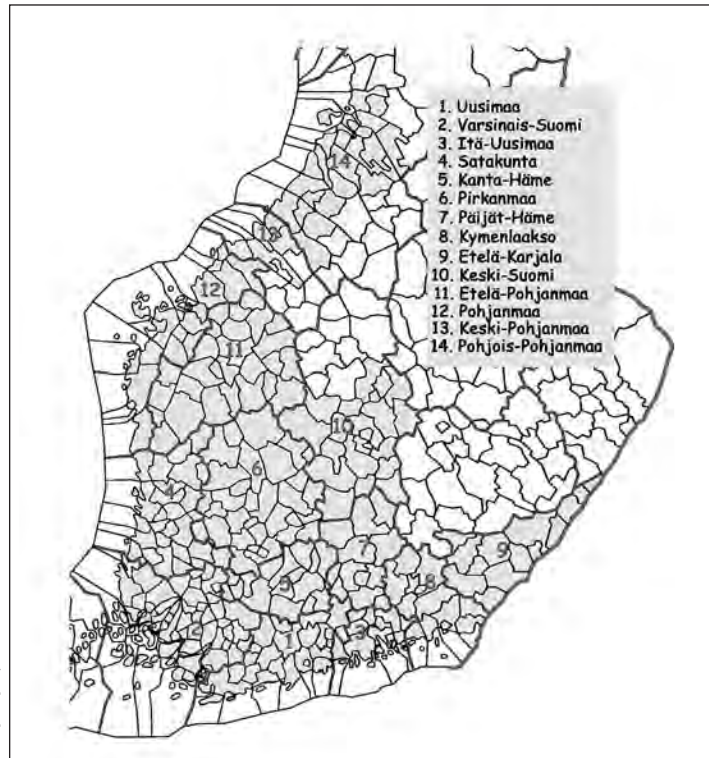 1. Uusimaa
2. Varsinais-Suomi
3. Itä-Uusimaa
4. Satakunta
5. Kanta-Häme
6. Pirkanmaa
7. Päijät-Häme
8. Kymenlaakso
9. Etelä-Karjala
10. Keski-Suomi
11. Etelä-Pohjanmaa
12. Pohjanmaa
13. Keski-Pohjanmaa
14. Pohjois-Pohjanmaa
14
13
12
11
10
6
4
7
9
5
8
2
1
3